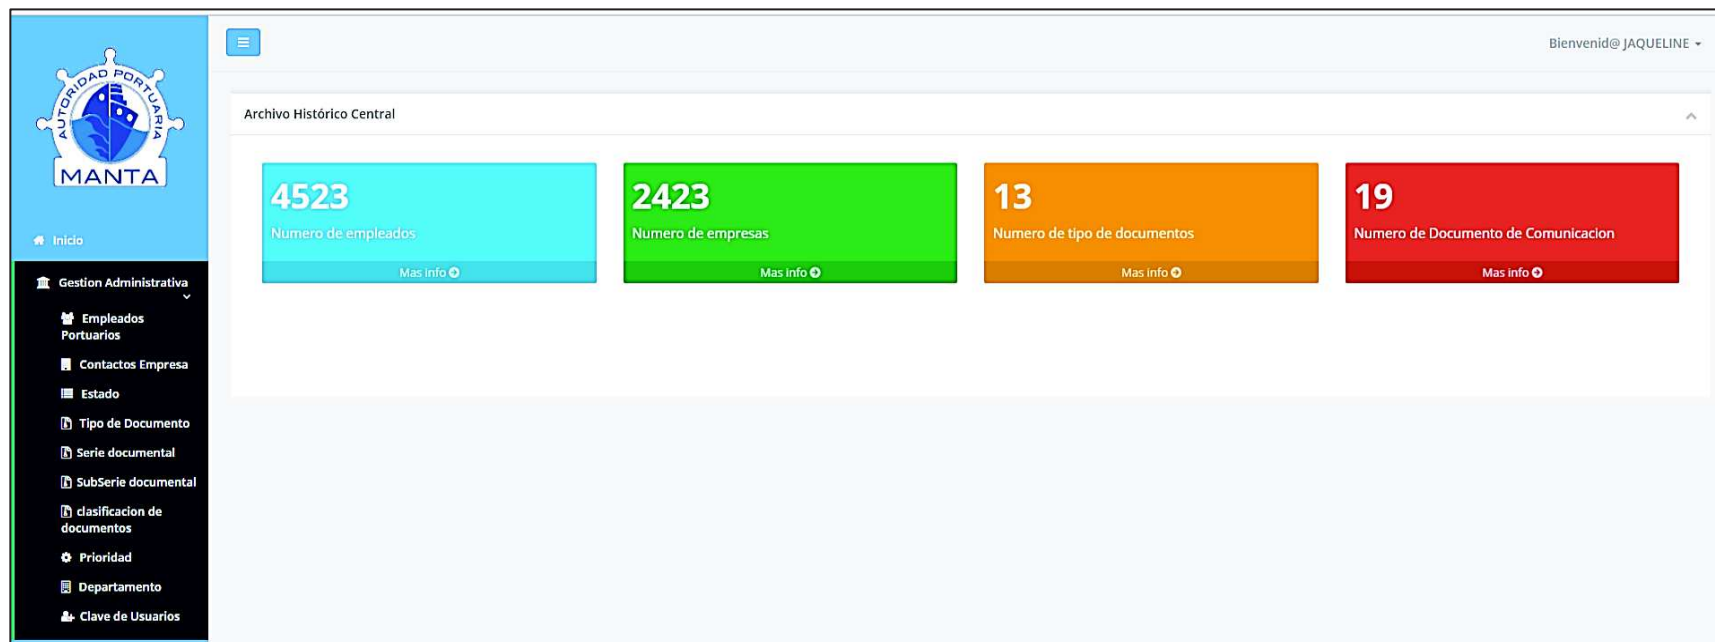 AUTORIDAD PORTUARIA
MANTA
Inicio
Gestion Administrativa
Empleados
Portuarios
Contactos Empresa
Estado
Tipo de Documento
Serie documental
SubSerie documental
clasificacion de
documentos
Prioridad
Departamento
Clave de Usuarios
Bienvenid@ JAQUELINE
Archivo Histórico Central
4523
Numero de empleados
Mas info
2423
Numero de empresas
Mas info
13
Numero de tipo de documentos
Mas info
19
Numero de Documento de Comunicacion
Mas info